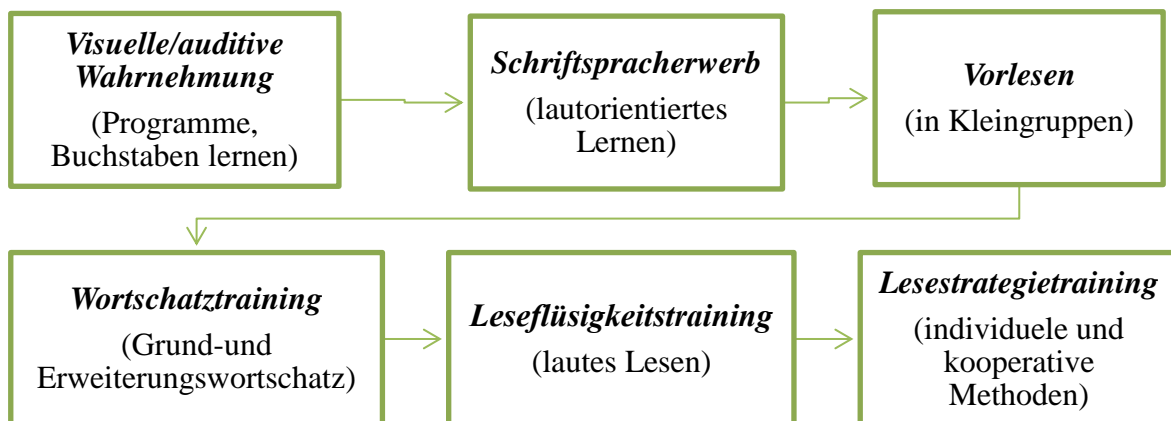 Visuelle/auditive
Wahrnehmung
(Programme,
Buchstaben lernen)
Schriftspracherwerb
(lautorientiertes
Lernen)
Vorlesen
(in Kleingruppen)
Wortschatztraining
(Grund-und
Erweiterungswortschatz)
Leseflüsigkeitstraining
(lautes Lesen)
Lesestrategietraining
(individuele und
kooperative
Methoden)